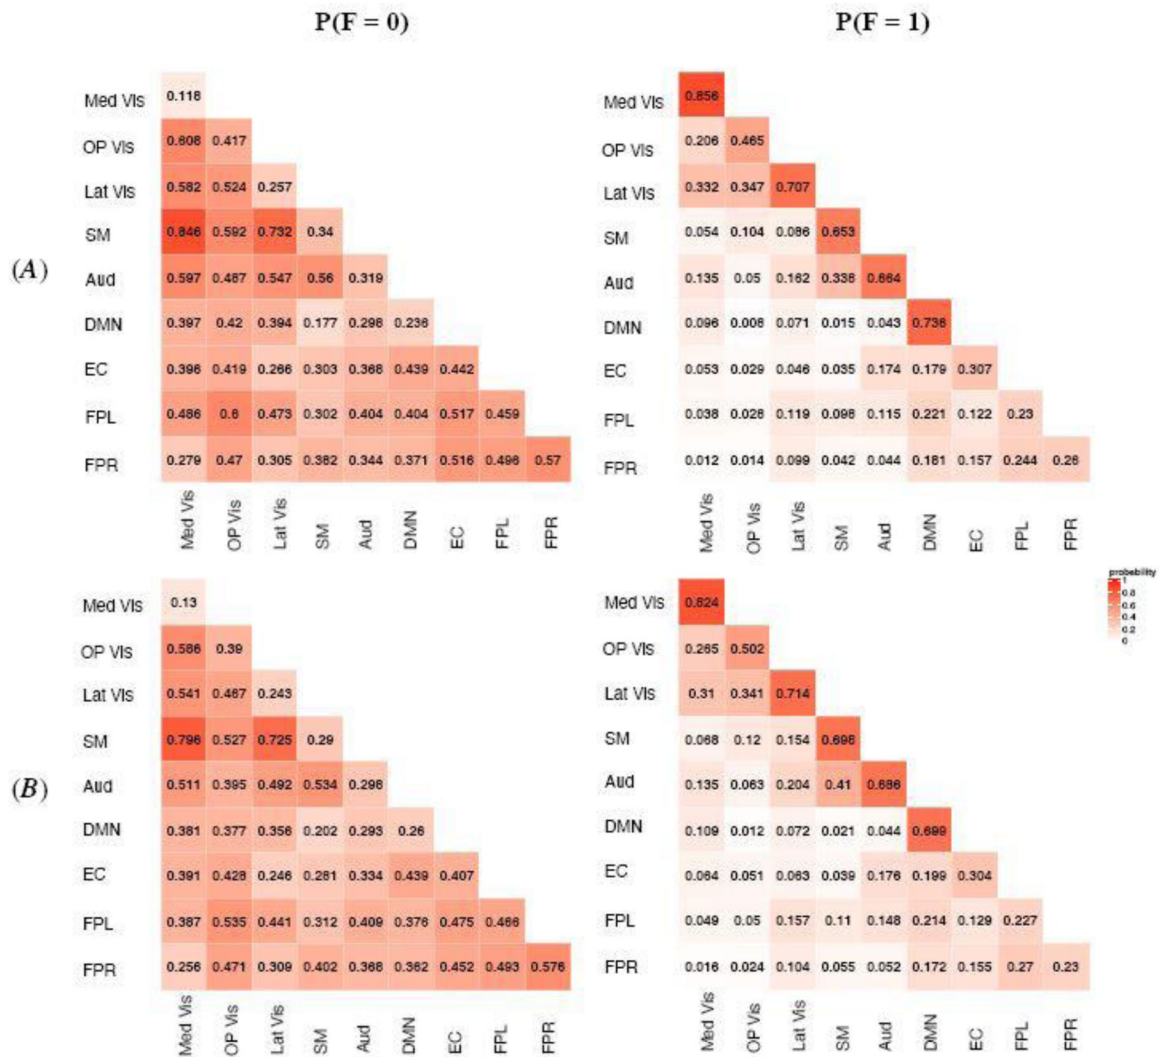 P(F = 0) P(F = 1)
(A)
Med Vis 0.118
OP Vis 0.608 0.417
Lat Vis 0.582 0.524 0.257
SM 0.846 0.592 0.732 0.34
Aud 0.597 0.487 0.547 0.56 0.319
DMN 0.397 0.42 0.394 0.177 0.298 0.236
EC 0.396 0.419 0.266 0.303 0.368 0.439 0.442
FPL 0.486 0.6 0.473 0.302 0.404 0.404 0.517 0.459
FPR 0.279 0.47 0.305 0.382 0.344 0.371 0.516 0.496 0.57
Med Vis OP Vis Lat Vis SM Aud DMN EC FPL FPR
Med Vis 0.856
OP Vis 0.206 0.465
Lat Vis 0.332 0.347 0.707
SM 0.054 0.104 0.086 0.653
Aud 0.135 0.05 0.162 0.338 0.664
DMN 0.096 0.006 0.071 0.015 0.043 0.736
EC 0.053 0.029 0.046 0.035 0.174 0.179 0.307
FPL 0.038 0.028 0.119 0.098 0.115 0.221 0.122 0.23
FPR 0.012 0.014 0.099 0.042 0.044 0.181 0.157 0.244 0.26
Med Vis OP Vis Lat Vis SM Aud DMN EC FPL FPR
(B)
Med Vis 0.13
OP Vis 0.586 0.39
Lat Vis 0.541 0.467 0.243
SM 0.796 0.527 0.725 0.29
Aud 0.511 0.395 0.492 0.534 0.298
DMN 0.381 0.377 0.356 0.202 0.293 0.26
EC 0.391 0.428 0.246 0.281 0.334 0.439 0.407
FPL 0.387 0.535 0.441 0.312 0.409 0.376 0.475 0.466
FPR 0.256 0.471 0.309 0.402 0.368 0.362 0.452 0.493 0.576
Med Vis OP Vis Lat Vis SM Aud DMN EC FPL FPR
Med Vis 0.824
OP Vis 0.265 0.502
Lat Vis 0.31 0.341 0.714
SM 0.068 0.12 0.154 0.698
Aud 0.135 0.063 0.204 0.41 0.686
DMN 0.109 0.012 0.072 0.021 0.044 0.699
EC 0.064 0.051 0.063 0.039 0.176 0.199 0.304
FPL 0.049 0.05 0.157 0.11 0.148 0.214 0.129 0.227
FPR 0.016 0.024 0.104 0.055 0.052 0.172 0.155 0.27 0.23
Med Vis OP Vis Lat Vis SM Aud DMN EC FPL FPR
probability
1
0.8
0.6
0.4
0.2
0